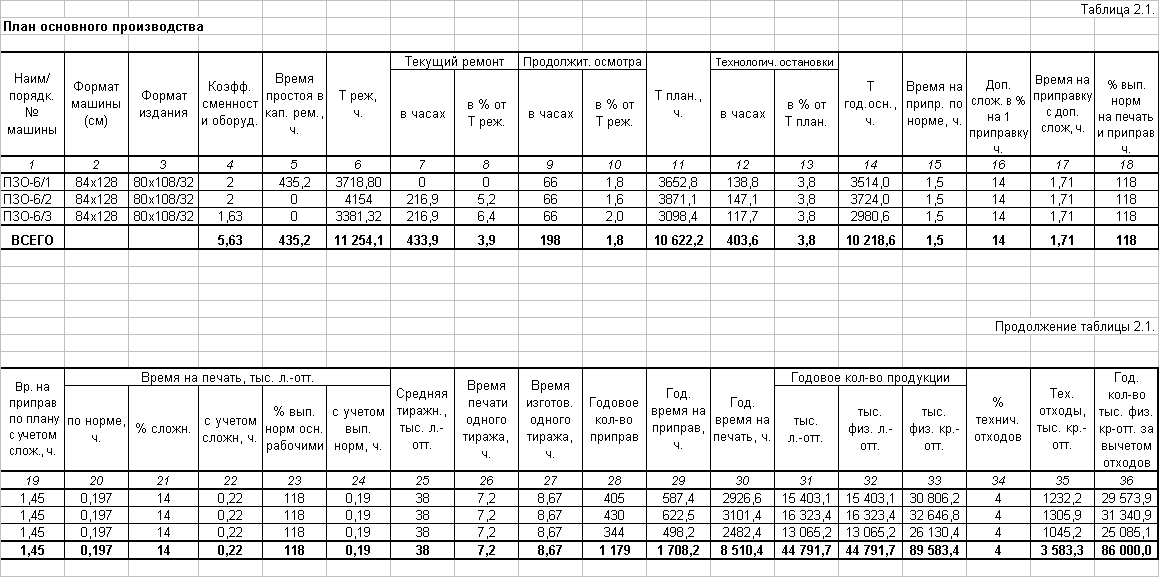 Таблица 2.1.
План основного производства
Наим/ порядк. № машины | Формат машины (см) | Формат издания | Коэфф. сменност и оборуд. | Время простоя в кап. рем., ч. | Т реж, ч. | Текущий ремонт | Продолжит. осмотра | Т план., ч. | Технологич. остановки | Т год.осн., ч. | Время на припр. по норме, ч. | Доп. слож. в % на 1 приправку ч. | Время на приправку с доп. слож, ч. | % вып. норм на печать и приправ ч.
в часах | в % от Т реж. | в часах | в % от Т реж. | в часах | в % от Т план.
1 | 2 | 3 | 4 | 5 | 6 | 7 | 8 | 9 | 10 | 11 | 12 | 13 | 14 | 15 | 16 | 17 | 18
ПЗО-6/1 | 84х128 | 80х108/32 | 2 | 435,2 | 3718,80 | 0 | 0 | 66 | 1,8 | 3652,8 | 138,8 | 3,8 | 3514,0 | 1,5 | 14 | 1,71 | 118
ПЗО-6/2 | 84х128 | 80х108/32 | 2 | 0 | 4154 | 216,9 | 5,2 | 66 | 1,6 | 3871,1 | 147,1 | 3,8 | 3724,0 | 1,5 | 14 | 1,71 | 118
ПЗО-6/3 | 84х128 | 80х108/32 | 1,63 | 0 | 3381,32 | 216,9 | 6,4 | 66 | 2,0 | 3098,4 | 117,7 | 3,8 | 2980,6 | 1,5 | 14 | 1,71 | 118
ВСЕГО | 5,63 | 435,2 | 11 254,1 | 433,9 | 3,9 | 198 | 1,8 | 10 622,2 | 403,6 | 3,8 | 10 218,6 | 1,5 | 14 | 1,71 | 118
Продолжение таблицы 2.1.
Вр. на приправ по плану с учетом слож., ч. | Время на печать, тыс. л.-отт. | Средняя тиражн., тыс. л.-отт. | Время печати одного тиража, ч. | Время изготов. одного тиража, ч. | Годовое кол-во приправ | Год. время на приправ, ч. | Год. время на печать, ч. | Годовое кол-во продукции | % технич. отходов | Тех. отходы, тыс. кр.-отт. | Год. кол-во тыс. физ. кр-отт. за вычетом отходов
по норме, ч. | % сложн. | с учетом сложн, ч. | % вып. норм осн. рабочими | с учетом вып. норм, ч. | тыс. л.-отт. | тыс. физ. л.-отт. | тыс. физ. кр.-отт.
19 | 20 | 21 | 22 | 23 | 24 | 25 | 26 | 27 | 28 | 29 | 30 | 31 | 32 | 33 | 34 | 35 | 36
1,45 | 0,197 | 14 | 0,22 | 118 | 0,19 | 38 | 7,2 | 8,67 | 405 | 587,4 | 2926,6 | 15 403,1 | 15 403,1 | 30 806,2 | 4 | 1232,2 | 29 573,9
1,45 | 0,197 | 14 | 0,22 | 118 | 0,19 | 38 | 7,2 | 8,67 | 430 | 622,5 | 3101,4 | 16 323,4 | 16 323,4 | 32 646,8 | 4 | 1305,9 | 31 340,9
1,45 | 0,197 | 14 | 0,22 | 118 | 0,19 | 38 | 7,2 | 8,67 | 344 | 498,2 | 2482,4 | 13 065,2 | 13 065,2 | 26 130,4 | 4 | 1045,2 | 25 085,1
1,45 | 0,197 | 14 | 0,22 | 118 | 0,19 | 38 | 7,2 | 8,67 | 1 179 | 1 708,2 | 8 510,4 | 44 791,7 | 44 791,7 | 89 583,4 | 4 | 3 583,3 | 86 000,0